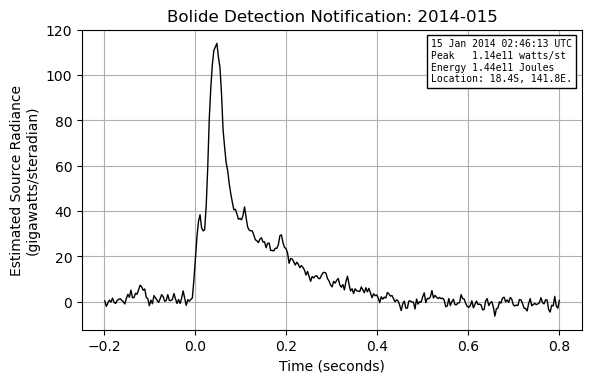 Bolide Detection Notification: 2014-015
15 Jan 2014 02:46:13 UTC
Peak   1.14e11 watts/st
Energy 1.44e11 Joules
Location: 18.4S, 141.8E.
Estimated Source Radiance
(gigawatts/steradian)
120
100
80
60
40
20
0
−0.2 0.0 0.2 0.4 0.6 0.8
Time (seconds)